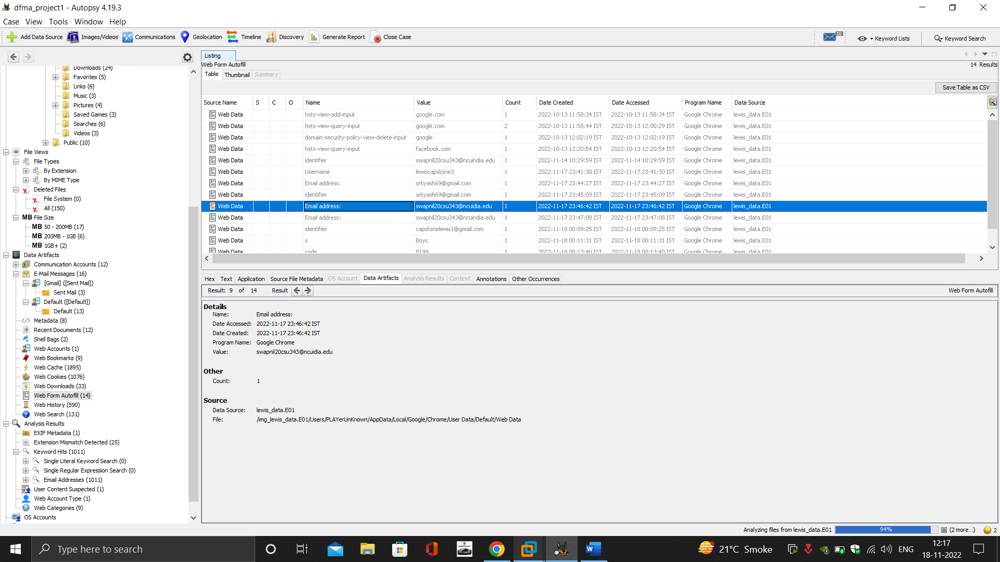 dfma_project1 - Autopsy 4.19.3
Case View Tools Window Help
Add Data Source Images/Videos Communications Geolocation Timeline Discovery Generate Report Close Case 10 Keyword Lists Keyword Search
Downloads (24)
Favorites (5)
Links (6)
Music (3)
Pictures (4)
Saved Games (3)
Searches (6)
Videos (3)
Public (10)
File Views
File Types
By Extension
By MIME Type
Deleted Files
File System (0)
All (150)
MB File Size
MB 50 - 200MB (17)
MB 200MB - 1GB (6)
MB 1GB+ (2)
Data Artifacts
Communication Accounts (12)
E-Mail Messages (16)
[Gmail] ([Sent Mail])
Sent Mail (3)
Default ([Default])
Default (13)
Metadata (8)
Recent Documents (12)
Shell Bags (2)
Web Accounts (1)
Web Bookmarks (9)
Web Cache (1895)
Web Cookies (1076)
Web Downloads (33)
Web Form Autofill (14)
Web History (590)
Web Search (131)
Analysis Results
EXIF Metadata (1)
Extension Mismatch Detected (25)
Keyword Hits (1011)
Single Literal Keyword Search (0)
Single Regular Expression Search (0)
Email Addresses (1011)
User Content Suspected (1)
Web Account Type (1)
Web Categories (9)
OS Accounts
Listing
Web Form Autofill 14 Results
Table Thumbnail Summary
Save Table as CSV
Source Name S C O Name Value Count Date Created Date Accessed Program Name Data Source
Web Data hsts-view-add-input google.com 1 2022-10-13 11:58:34 IST 2022-10-13 11:58:34 IST Google Chrome lewis_data.E01
Web Data hsts-view-query-input google.com 2 2022-10-13 11:58:44 IST 2022-10-13 12:00:29 IST Google Chrome lewis_data.E01
Web Data domain-security-policy-view-delete-input google 1 2022-10-13 12:02:19 IST 2022-10-13 12:02:19 IST Google Chrome lewis_data.E01
Web Data hsts-view-query-input facebook.com 1 2022-10-13 12:20:54 IST 2022-10-13 12:20:54 IST Google Chrome lewis_data.E01
Web Data identifier swapnil20csu343@ncuindia.edu 1 2022-11-14 10:29:59 IST 2022-11-14 10:29:59 IST Google Chrome lewis_data.E01
Web Data Username lewiscapstone3 1 2022-11-17 23:41:30 IST 2022-11-17 23:41:30 IST Google Chrome lewis_data.E01
Web Data Email address: srkyash69@gmail.com 1 2022-11-17 23:44:27 IST 2022-11-17 23:44:27 IST Google Chrome lewis_data.E01
Web Data identifier srkyash69@gmail.com 1 2022-11-17 23:45:09 IST 2022-11-17 23:45:09 IST Google Chrome lewis_data.E01
Web Data Email address: swapnil20csu343@ncuidia.edu 1 2022-11-17 23:46:42 IST 2022-11-17 23:46:42 IST Google Chrome lewis_data.E01
Web Data Email address: swapnil20csu343@ncuindia.edu 1 2022-11-17 23:47:08 IST 2022-11-17 23:47:08 IST Google Chrome lewis_data.E01
Web Data identifier capstonelewis1@gmail.com 1 2022-11-18 00:09:25 IST 2022-11-18 00:09:25 IST Google Chrome lewis_data.E01
Web Data s Boys 1 2022-11-18 00:11:31 IST 2022-11-18 00:11:31 IST Google Chrome lewis_data.E01
Web Data code 8199 1 2022-11-18 00:13:40 IST 2022-11-18 00:13:40 IST Google Chrome lewis_data.E01
Hex Text Application Source File Metadata OS Account Data Artifacts Analysis Results Context Annotations Other Occurrences
Result: 9 of 14 Result Web Form Autofill
Details
Name: Email address:
Date Accessed: 2022-11-17 23:46:42 IST
Date Created: 2022-11-17 23:46:42 IST
Program Name: Google Chrome
Value: swapnil20csu343@ncuidia.edu
Other
Count: 1
Source
Data Source: lewis_data.E01
File: /img_lewis_data.E01/Users/PLAYerUnKnown/AppData/Local/Google/Chrome/User Data/Default/Web Data
Analyzing files from lewis_data.E01 94% (2 more...) 2
Type here to search
21°C Smoke ENG 12:17
18-11-2022